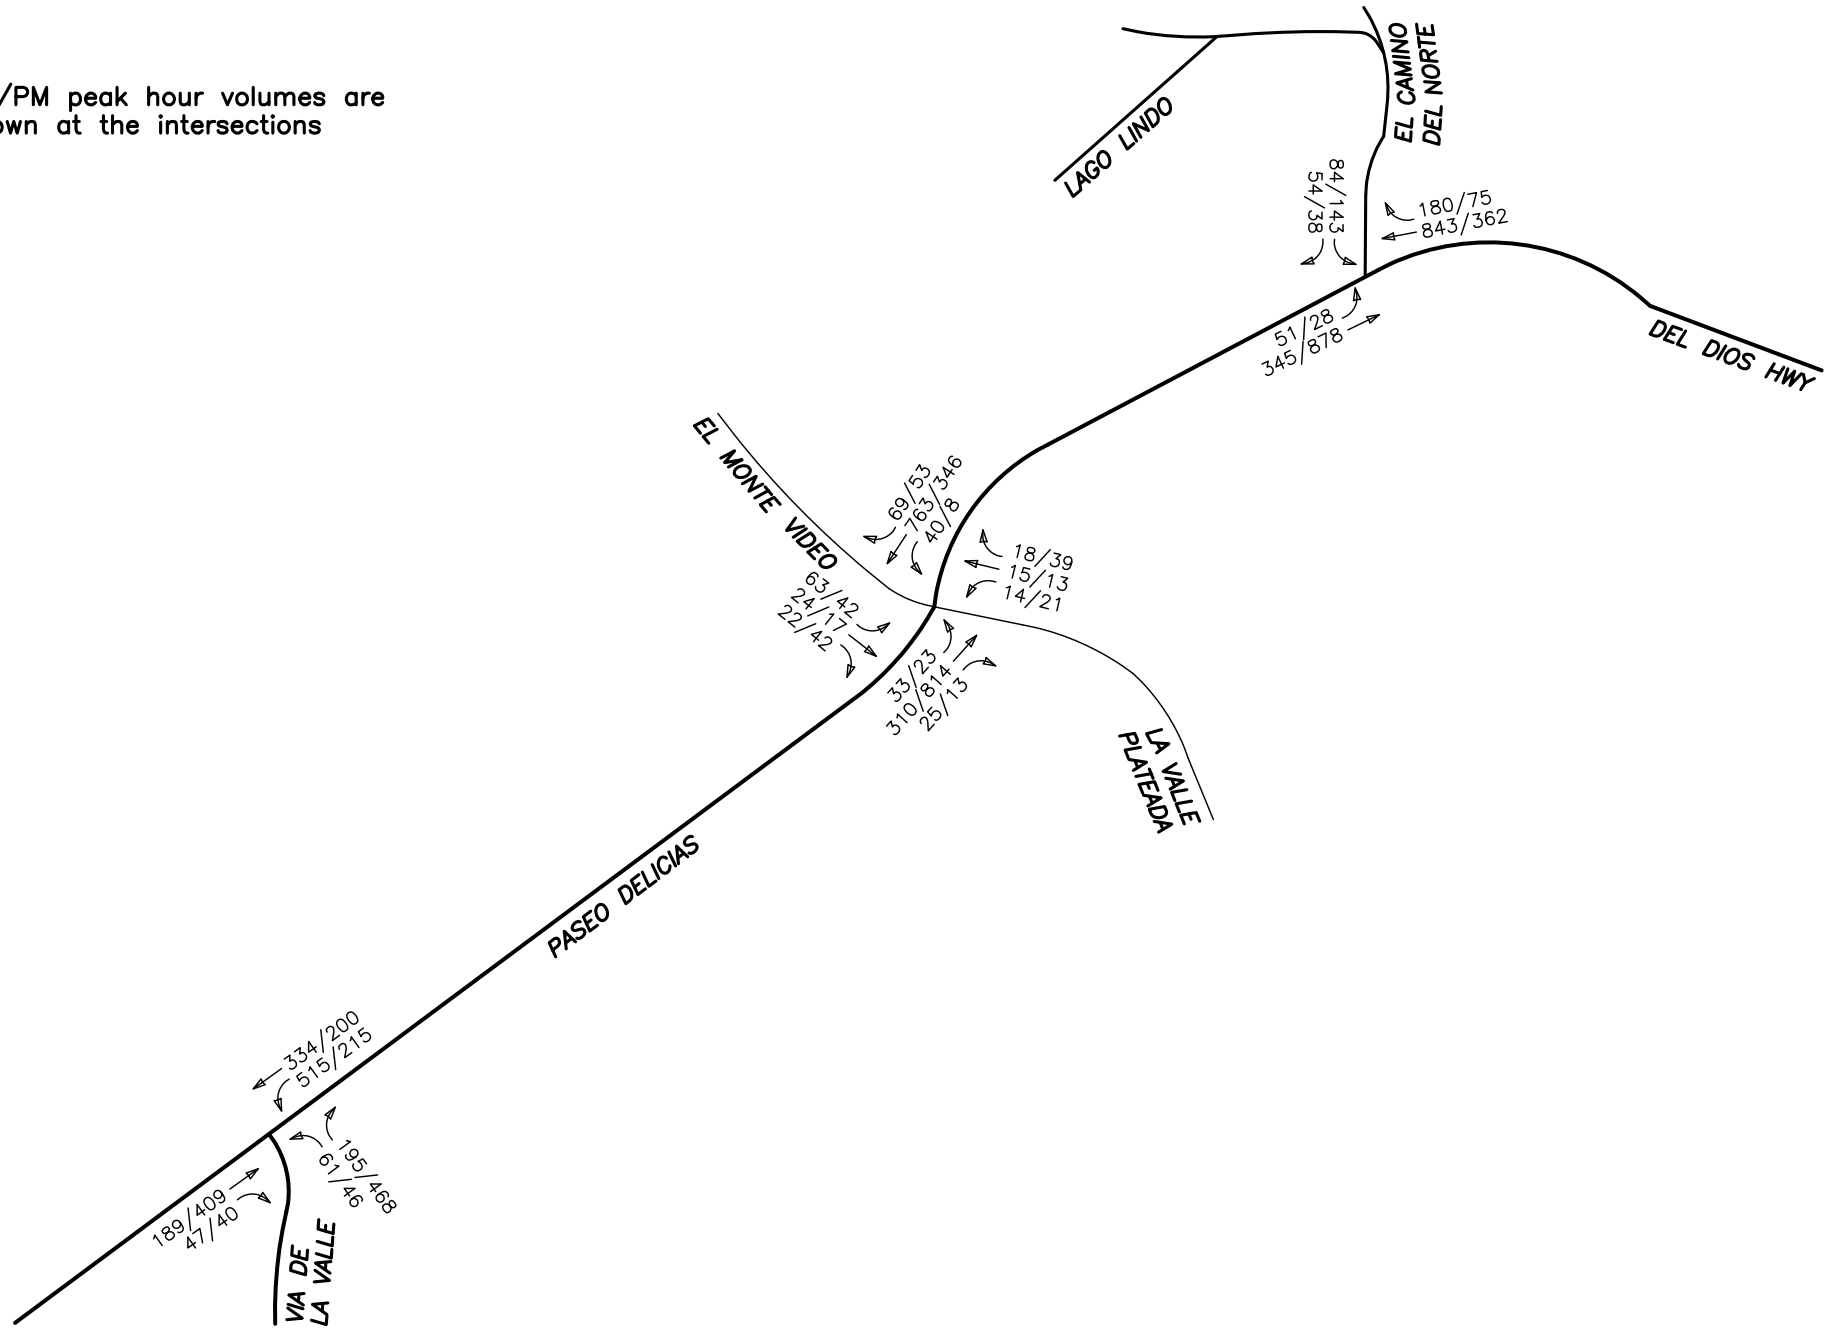 /PM peak hour volumes are
own at the intersections
EL CAMINO
DEL NORTE
LAGO LINDO
84/143
54/38
180/75
843/362
51/28
345/878
DEL DIOS HWY
EL MONTE VIDEO
69/53
763/346
40/8
18/39
15/13
14/21
63/42
24/17
22/42
33/23
310/814
25/13
LA VALLE
PLATEADA
PASEO DELICIAS
334/200
515/215
195/468
61/46
189/409
47/40
VIA DE
LA VALLE